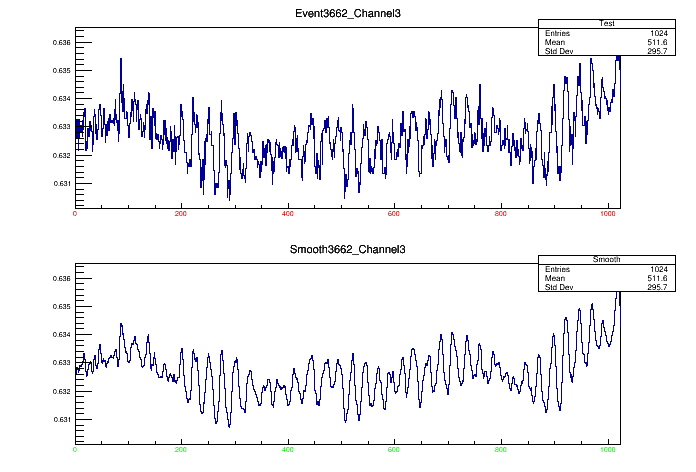 Event3662_Channel3
Test
Entries 1024
Mean 511.6
Std Dev 295.7
0.636
0.635
0.634
0.633
0.632
0.631
0 200 400 600 800 1000
Smooth3662_Channel3
Smooth
Entries 1024
Mean 511.6
Std Dev 295.7
0.636
0.635
0.634
0.633
0.632
0.631
0 200 400 600 800 1000